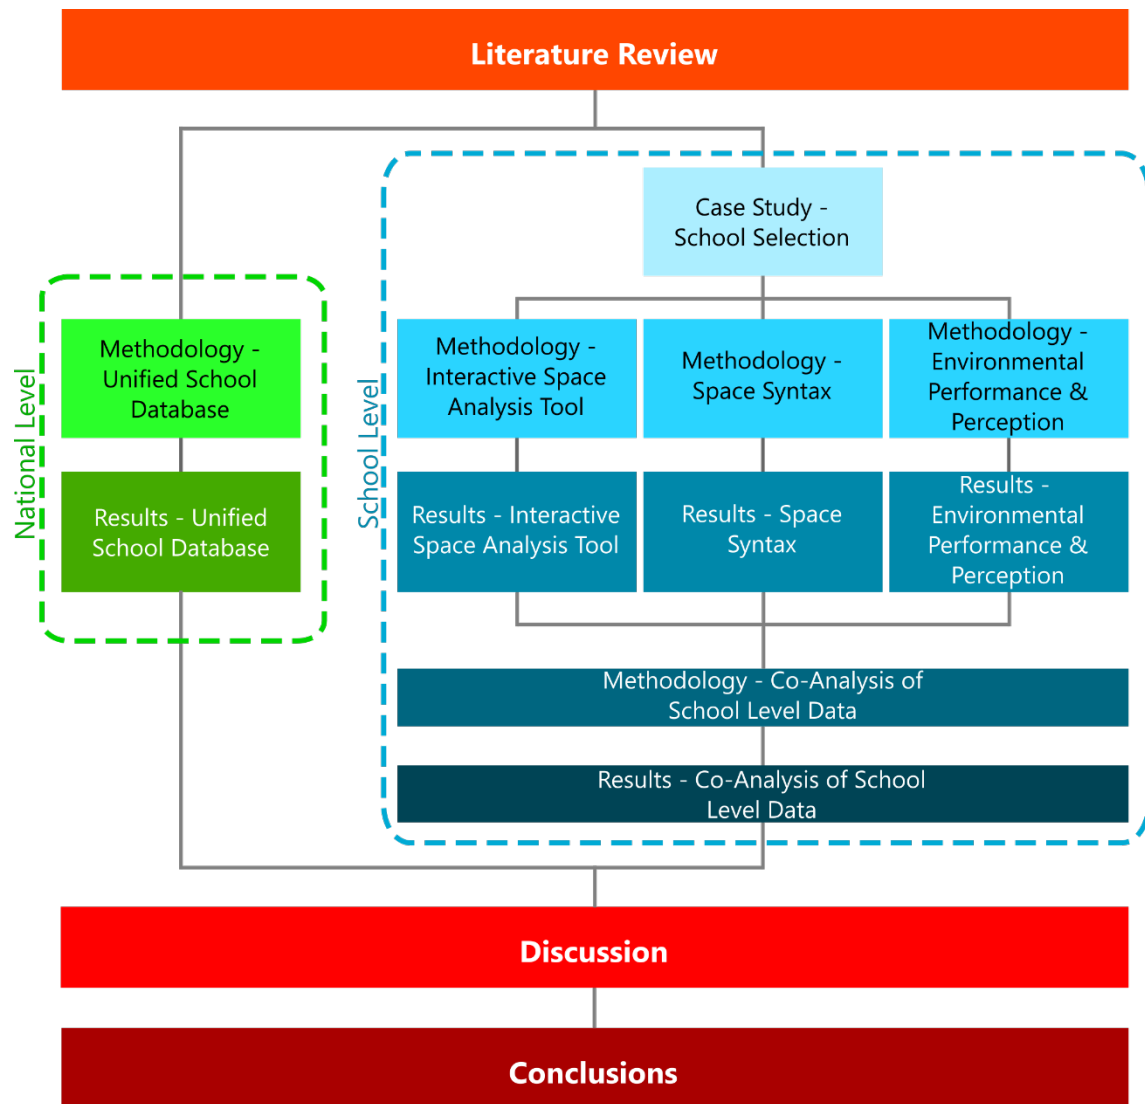 Literature Review
Case Study -
School Selection
National Level
Methodology -
Unified School
Database
Results - Unified
School Database
School Level
Methodology -
Interactive Space
Analysis Tool
Methodology -
Space Syntax
Methodology -
Environmental
Performance &
Perception
Results - Interactive
Space Analysis Tool
Results - Space
Syntax
Results -
Environmental
Performance &
Perception
Methodology - Co-Analysis of
School Level Data
Results - Co-Analysis of School
Level Data
Discussion
Conclusions